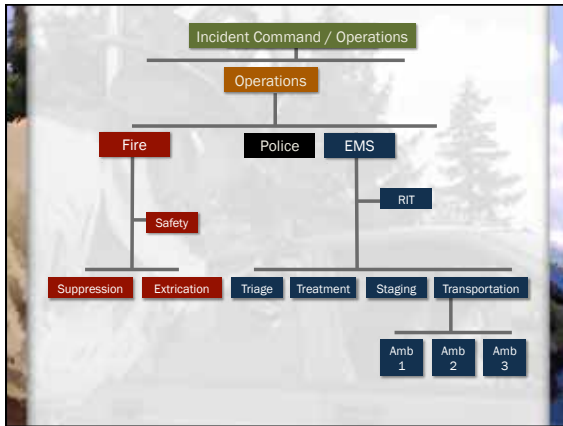 Incident Command / Operations
Operations
Fire
Police
EMS
RIT
Safety
Suppression
Extrication
Triage
Treatment
Staging
Transportation
Amb
1
Amb
2
Amb
3